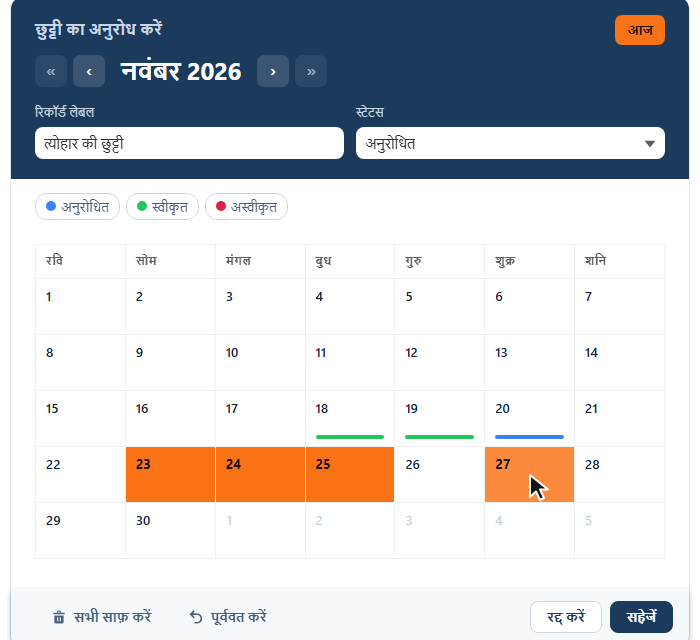 छुट्टी का अनुरोध करें
आज
« ‹ नवंबर 2026 › »
रिकॉर्ड लेबल स्टेटस
त्योहार की छुट्टी अनुरोधित
अनुरोधित स्वीकृत अस्वीकृत
रवि सोम मंगल बुध गुरु शुक्र शनि
1 2 3 4 5 6 7
8 9 10 11 12 13 14
15 16 17 18 19 20 21
22 23 24 25 26 27 28
29 30 1 2 3 4 5
सभी साफ़ करें पूर्ववत करें रद्द करें सहेजें